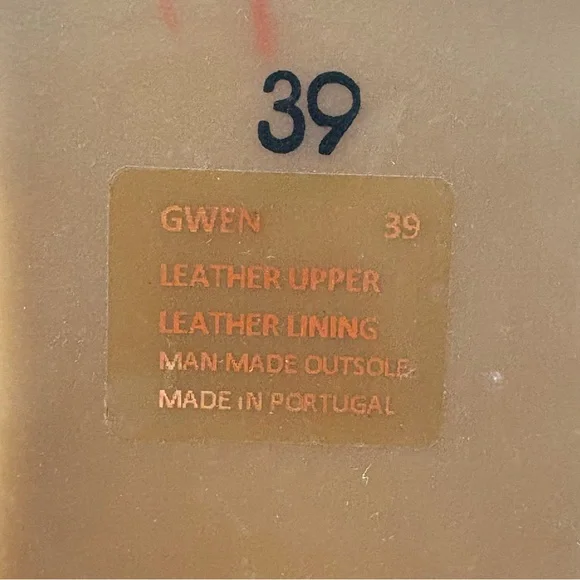 39
GWEN 39
LEATHER UPPER
LEATHER LINING
MAN-MADE OUTSOLE
MADE IN PORTUGAL